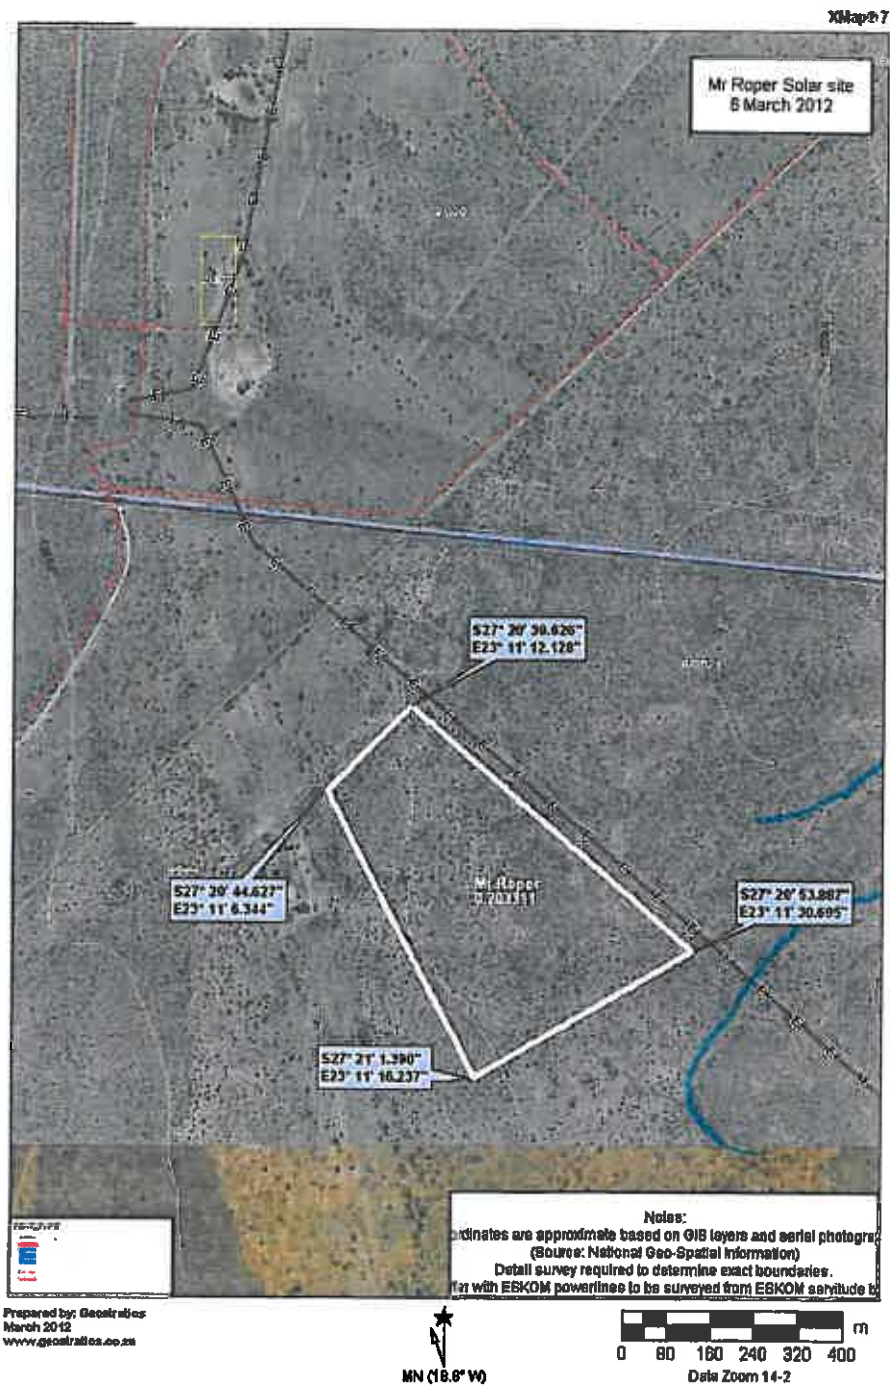 XMap® 7
Mr Roper Solar site
6 March 2012
S27° 20' 39.626"
E23° 11' 12.128"
S27° 20' 44.627"
E23° 11' 6.344"
Mr Roper
0.203311
S27° 20' 53.867"
E23° 11' 30.695"
S27° 21' 1.390"
E23° 11' 16.237"
Notes:
ordinates are approximate based on GIS layers and aerial photogra
(Source: National Geo-Spatial Information)
Detail survey required to determine exact boundaries.
with ESKOM powerlines to be surveyed from ESKOM servitude
Prepared by: Geostratics
March 2012
www.geostratics.co.za
MN (18.8° W)
m
0 80 160 240 320 400
Data Zoom 14-2